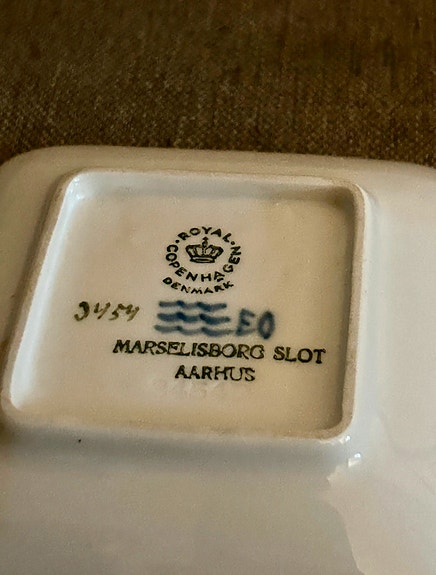 ROYAL
COPENHAGEN
DENMARK
3454 EO
MARSELISBORG SLOT
AARHUS